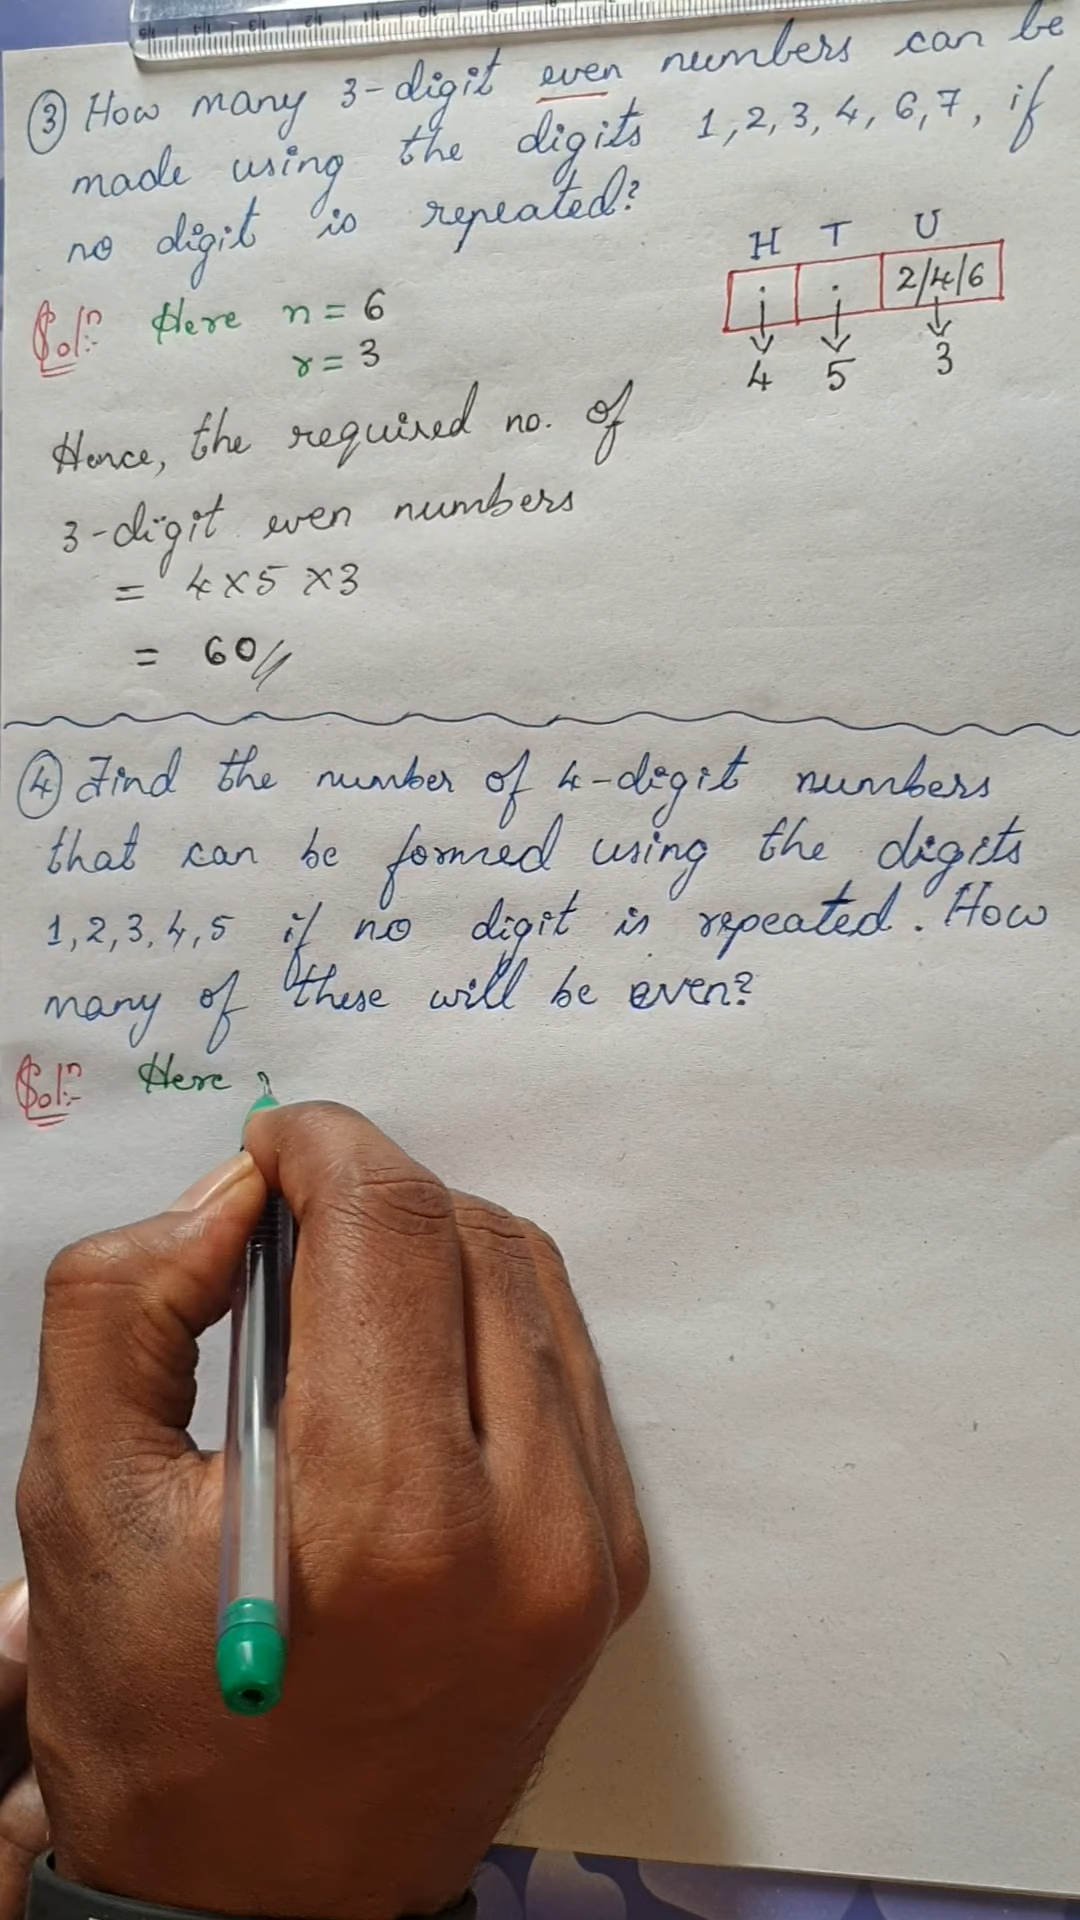 ③ How many 3-digit even numbers can be
made using the digits 1, 2, 3, 4, 6, 7, if
no digit is repeated?
H T U
2/4/6
4 5 3
Solⁿ:- Here n = 6
r = 3
Hence, the required no. of
3-digit even numbers
= 4 × 5 × 3
= 60//
④ Find the number of 4-digit numbers
that can be formed using the digits
1, 2, 3, 4, 5 if no digit is repeated. How
many of these will be even?
Solⁿ:- Here